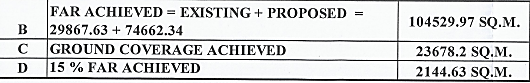 FAR ACHIEVED = EXISTING + PROPOSED =
B 29867.63 + 74662.34 104529.97 SQ.M.
C GROUND COVERAGE ACHIEVED 23678.2 SQ.M.
D 15 % FAR ACHIEVED 2144.63 SQ.M.